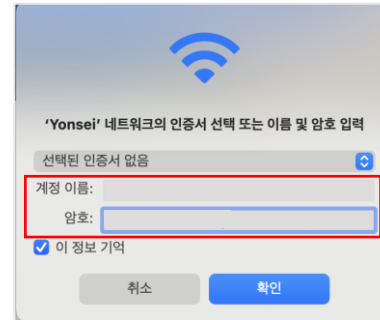 ‘Yonsei’ 네트워크의 인증서 선택 또는 이름 및 암호 입력
선택된 인증서 없음
계정 이름:
암호:
이 정보 기억
취소 확인